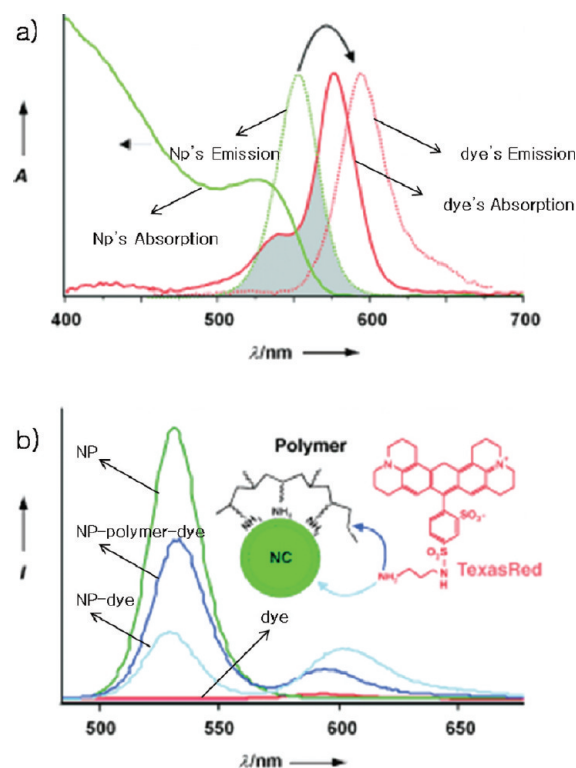 a)
A
Np's Emission
dye's Emission
dye's Absorption
Np's Absorption
400 500 600 700
λ/nm
b)
NP
NP-polymer-dye
NP-dye
dye
Polymer
NH₂ NH₂ NH₂
NC
N N⁺
SO₃⁻
O₂S
NH₂ N
H
TexasRed
I
500 550 600 650
λ/nm